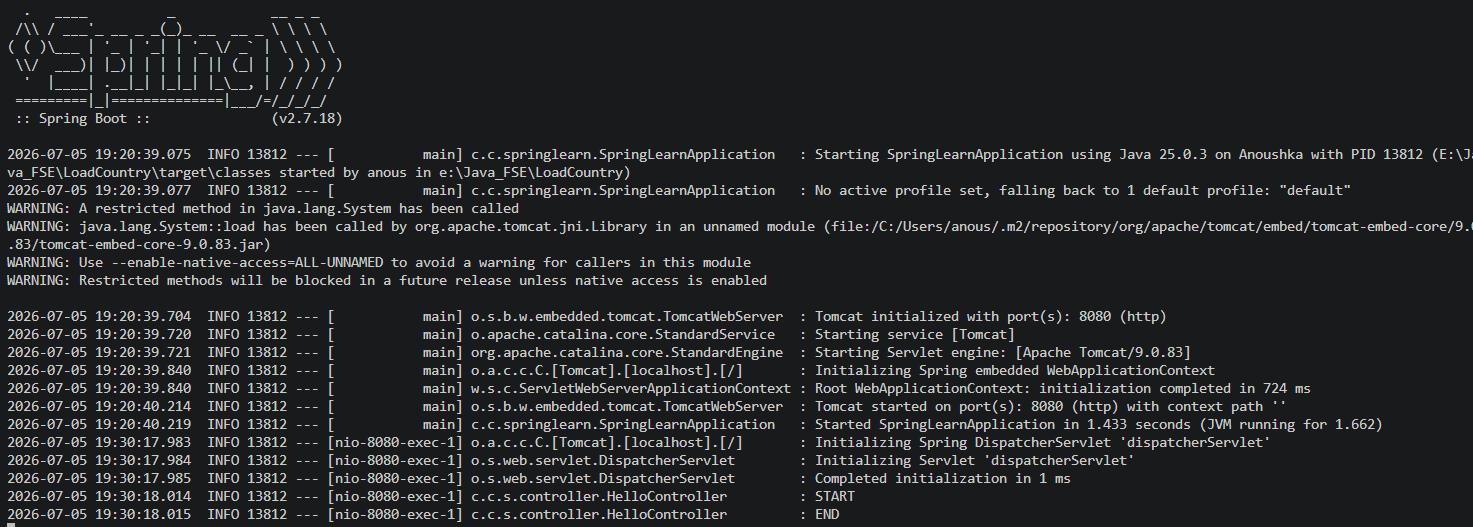 .   ____          _            __ _ _
 /\\ / ___'_ __ _ _(_)_ __  __ _ \ \ \ \
( ( )\___ | '_ | '_| | '_ \/ _` | \ \ \ \
 \\/  ___)| |_)| | | | | || (_| |  ) ) ) )
  '  |____| .__|_| |_|_| |_\__, | / / / /
 =========|_|==============|___/=/_/_/_/
 :: Spring Boot ::                (v2.7.18)
2026-07-05 19:20:39.075  INFO 13812 --- [           main] c.c.springlearn.SpringLearnApplication   : Starting SpringLearnApplication using Java 25.0.3 on Anoushka with PID 13812 (E:\Ja
va_FSE\LoadCountry\target\classes started by anous in e:\Java_FSE\LoadCountry)
2026-07-05 19:20:39.077  INFO 13812 --- [           main] c.c.springlearn.SpringLearnApplication   : No active profile set, falling back to 1 default profile: "default"
WARNING: A restricted method in java.lang.System has been called
WARNING: java.lang.System::load has been called by org.apache.tomcat.jni.Library in an unnamed module (file:/C:/Users/anous/.m2/repository/org/apache/tomcat/embed/tomcat-embed-core/9.0
.83/tomcat-embed-core-9.0.83.jar)
WARNING: Use --enable-native-access=ALL-UNNAMED to avoid a warning for callers in this module
WARNING: Restricted methods will be blocked in a future release unless native access is enabled
2026-07-05 19:20:39.704  INFO 13812 --- [           main] o.s.b.w.embedded.tomcat.TomcatWebServer  : Tomcat initialized with port(s): 8080 (http)
2026-07-05 19:20:39.720  INFO 13812 --- [           main] o.apache.catalina.core.StandardService   : Starting service [Tomcat]
2026-07-05 19:20:39.721  INFO 13812 --- [           main] org.apache.catalina.core.StandardEngine  : Starting Servlet engine: [Apache Tomcat/9.0.83]
2026-07-05 19:20:39.840  INFO 13812 --- [           main] o.a.c.c.C.[Tomcat].[localhost].[/]       : Initializing Spring embedded WebApplicationContext
2026-07-05 19:20:39.840  INFO 13812 --- [           main] w.s.c.ServletWebServerApplicationContext : Root WebApplicationContext: initialization completed in 724 ms
2026-07-05 19:20:40.214  INFO 13812 --- [           main] o.s.b.w.embedded.tomcat.TomcatWebServer  : Tomcat started on port(s): 8080 (http) with context path ''
2026-07-05 19:20:40.219  INFO 13812 --- [           main] c.c.springlearn.SpringLearnApplication   : Started SpringLearnApplication in 1.433 seconds (JVM running for 1.662)
2026-07-05 19:30:17.983  INFO 13812 --- [nio-8080-exec-1] o.a.c.c.C.[Tomcat].[localhost].[/]       : Initializing Spring DispatcherServlet 'dispatcherServlet'
2026-07-05 19:30:17.984  INFO 13812 --- [nio-8080-exec-1] o.s.web.servlet.DispatcherServlet        : Initializing Servlet 'dispatcherServlet'
2026-07-05 19:30:17.985  INFO 13812 --- [nio-8080-exec-1] o.s.web.servlet.DispatcherServlet        : Completed initialization in 1 ms
2026-07-05 19:30:18.014  INFO 13812 --- [nio-8080-exec-1] c.c.s.controller.HelloController         : START
2026-07-05 19:30:18.015  INFO 13812 --- [nio-8080-exec-1] c.c.s.controller.HelloController         : END